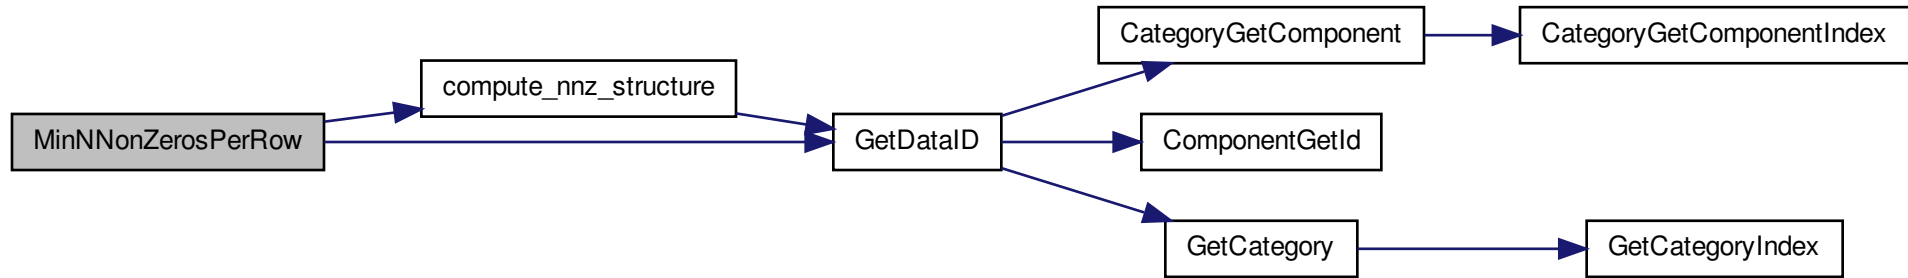 MinNNonZerosPerRow
compute_nnz_structure
GetDataID
CategoryGetComponent
CategoryGetComponentIndex
ComponentGetId
GetCategory
GetCategoryIndex